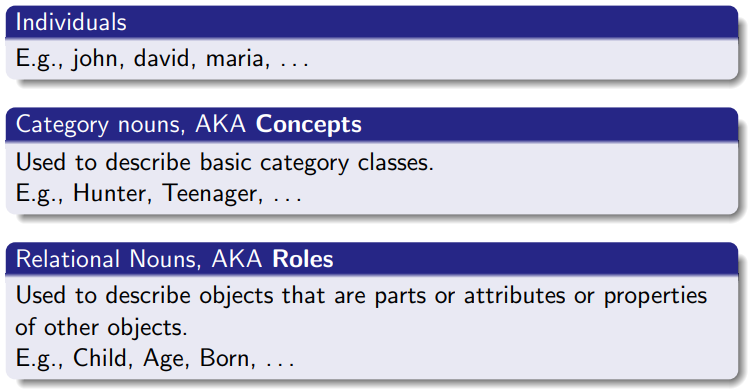 Individuals
E.g., john, david, maria, ...
Category nouns, AKA Concepts
Used to describe basic category classes.
E.g., Hunter, Teenager, ...
Relational Nouns, AKA Roles
Used to describe objects that are parts or attributes or properties
of other objects.
E.g., Child, Age, Born, ...